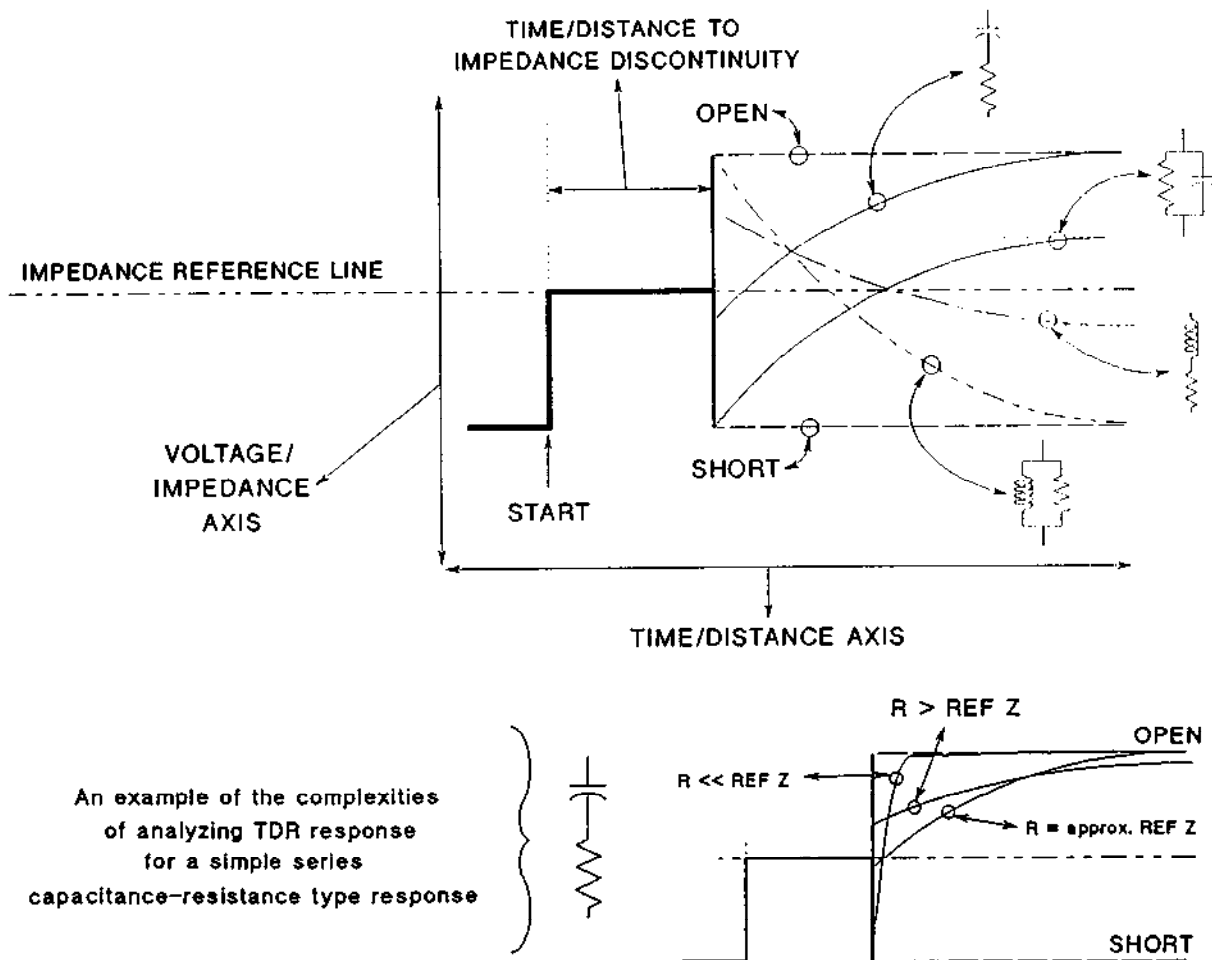 TIME/DISTANCE TO
IMPEDANCE DISCONTINUITY
OPEN
IMPEDANCE REFERENCE LINE
VOLTAGE/
IMPEDANCE
AXIS
START
SHORT
TIME/DISTANCE AXIS
An example of the complexities
of analyzing TDR response
for a simple series
capacitance-resistance type response
R > REF Z
OPEN
R << REF Z
R = approx. REF Z
SHORT